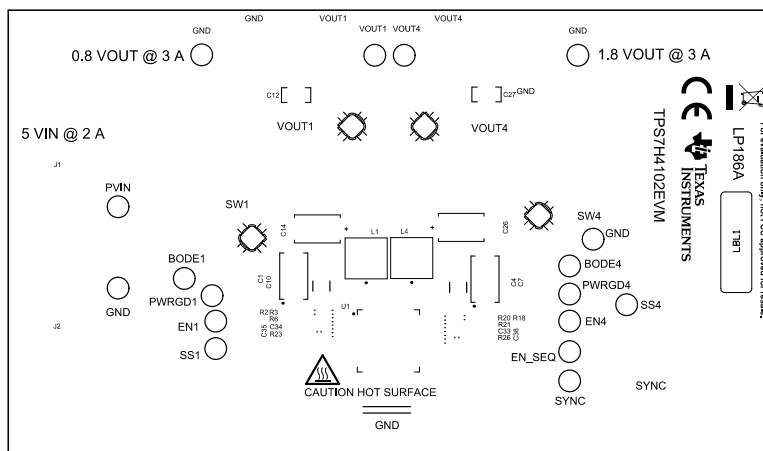 GND
VOUT1
VOUT4
GND
VOUT1
VOUT4
GND
0.8 VOUT @ 3 A
1.8 VOUT @ 3 A
C12
C27
GND
VOUT1
VOUT4
5 VIN @ 2 A
J1
PVIN
SW1
C14
L1
L4
C26
SW4
GND
BODE1
C1
C10
C4
C7
BODE4
GND
PWRGD1
PWRGD4
SS4
EN1
R2 R3
R6
C35 C34
R23
U1
R20 R18
R21
C33 C36
R26
EN4
J2
SS1
EN_SEQ
CAUTION HOT SURFACE
SYNC
SYNC
GND
TPS7H4102EVM
TEXAS
INSTRUMENTS
LP186A
LBL1